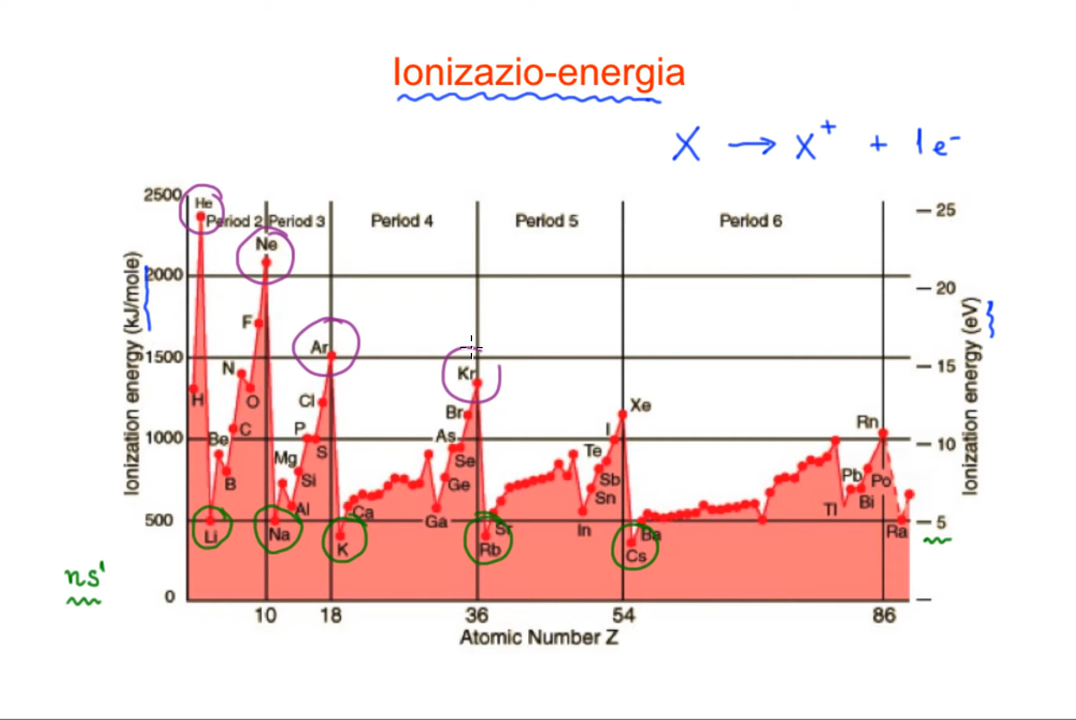 Ionizazio-energia
X → X⁺ + 1e⁻
Ionization energy (kJ/mole)
2500
2000
1500
1000
500
0
Period 2 Period 3 Period 4 Period 5 Period 6
He
Ne
F
N
H
O
Be
C
B
Li
Ar
Cl
P
S
Mg
Si
Al
Na
Kr
Br
As
Se
Ge
Ca
Ga
K
Xe
I
Te
Sb
Sn
Sr
In
Rb
Rn
Pb
Po
Bi
Tl
Ba
Ra
Cs
25
20
15
10
5
Ionization energy (eV)
ns¹
10 18 36 54 86
Atomic Number Z